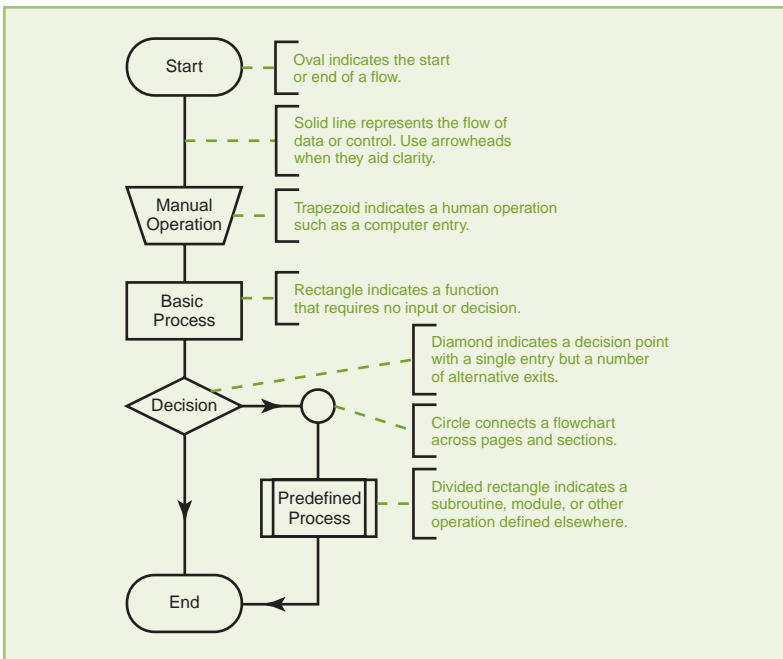 Start
Oval indicates the start
or end of a flow.
Solid line represents the flow of
data or control. Use arrowheads
when they aid clarity.
Manual
Operation
Trapezoid indicates a human operation
such as a computer entry.
Basic
Process
Rectangle indicates a function
that requires no input or decision.
Diamond indicates a decision point
with a single entry but a number
of alternative exits.
Decision
Circle connects a flowchart
across pages and sections.
Predefined
Process
Divided rectangle indicates a
subroutine, module, or other
operation defined elsewhere.
End